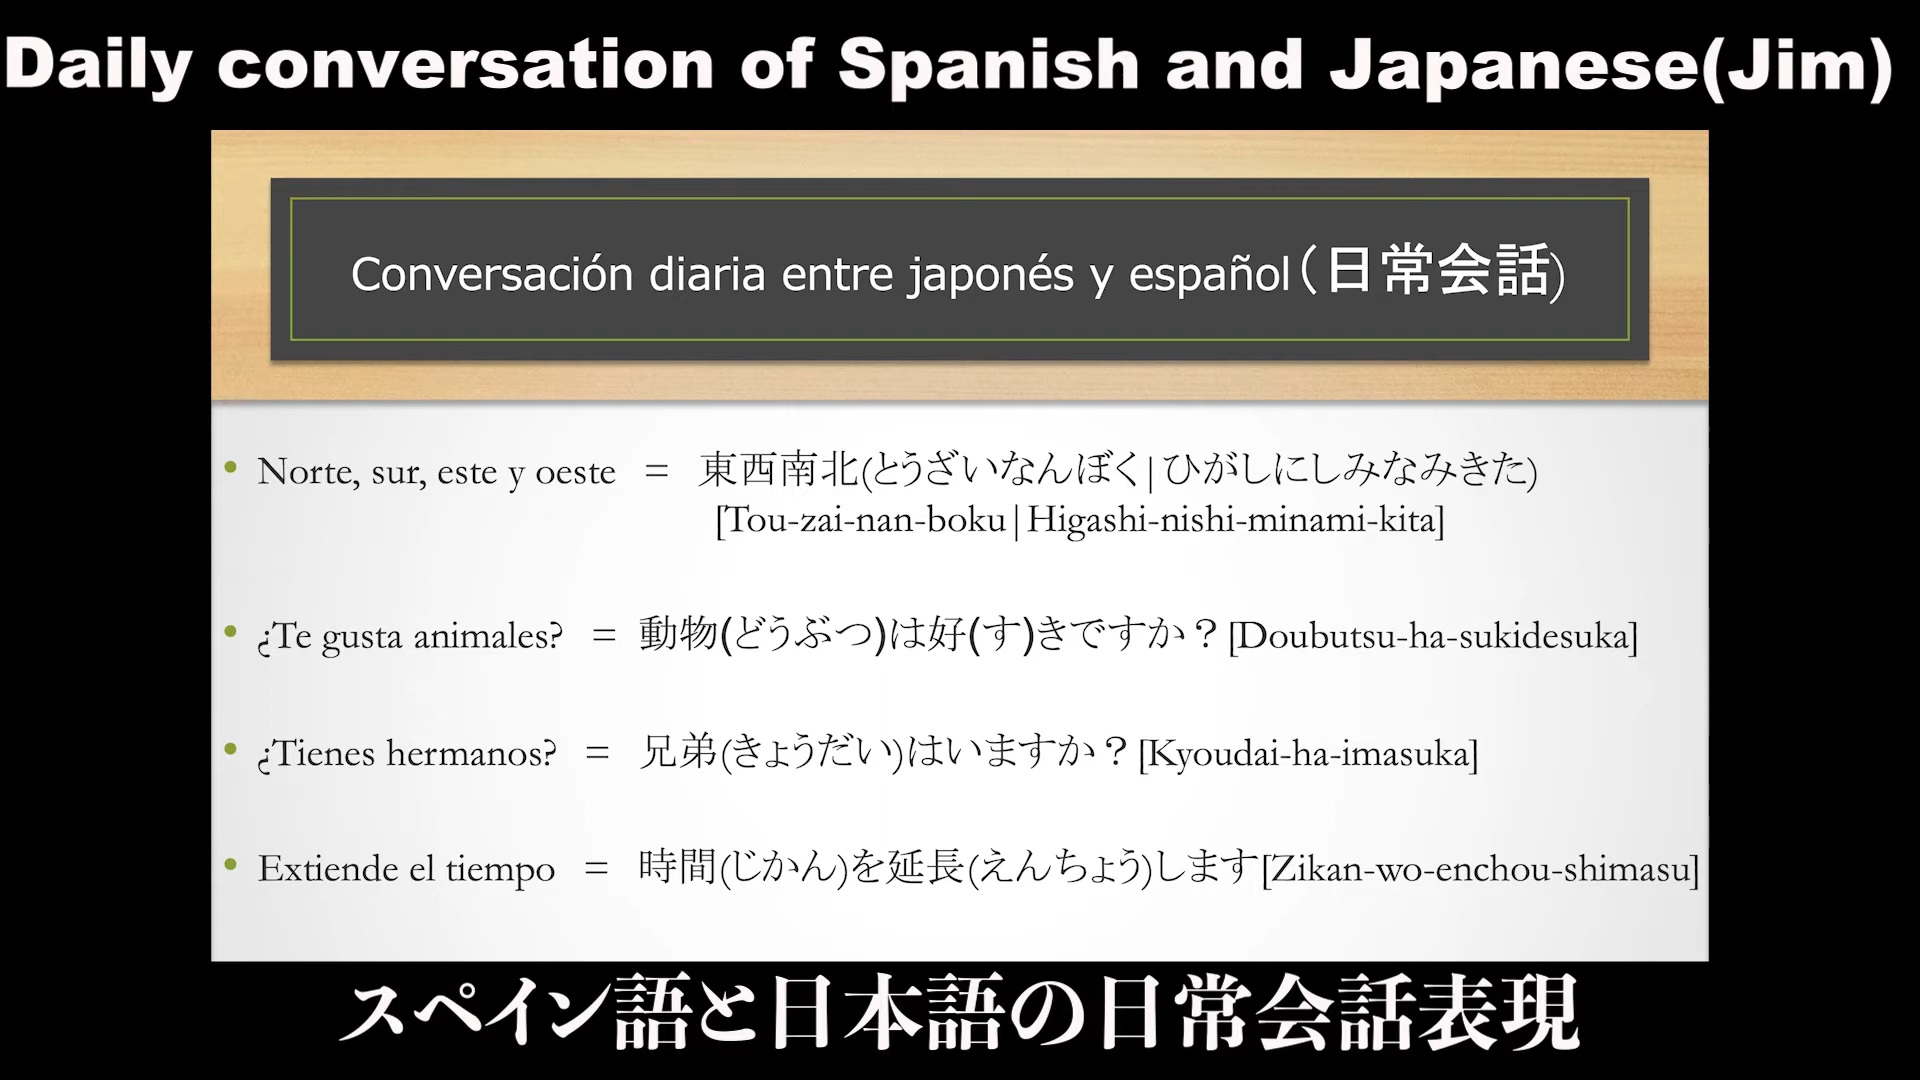 Daily conversation of Spanish and Japanese(Jim)
Conversación diaria entre japonés y español（日常会話)
• Norte, sur, este y oeste = 東西南北(とうざいなんぼく|ひがしにしみなみきた)
[Tou-zai-nan-boku|Higashi-nishi-minami-kita]
• ¿Te gusta animales? = 動物(どうぶつ)は好(す)きですか？[Doubutsu-ha-sukidesuka]
• ¿Tienes hermanos? = 兄弟(きょうだい)はいますか？[Kyoudai-ha-imasuka]
• Extiende el tiempo = 時間(じかん)を延長(えんちょう)します[Zikan-wo-enchou-shimasu]
スペイン語と日本語の日常会話表現